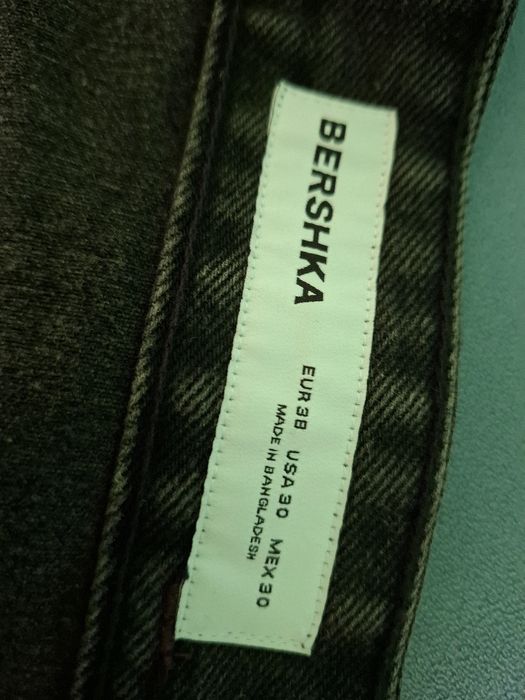 BERSHKA
EUR 38 USA 30 MEX 30
MADE IN BANGLADESH